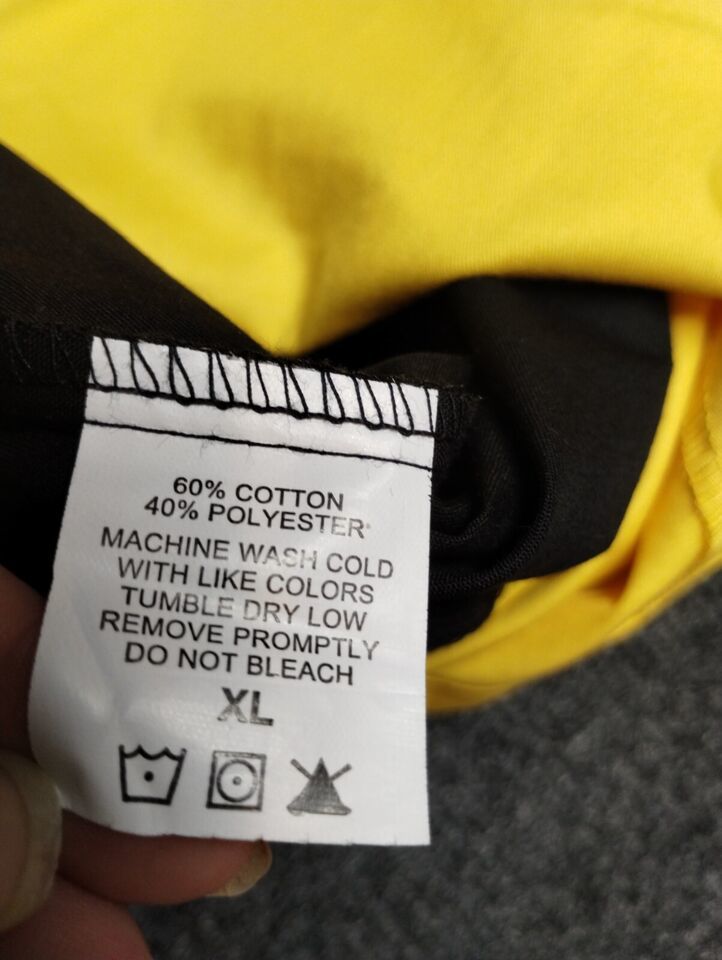 60% COTTON
40% POLYESTER
MACHINE WASH COLD
WITH LIKE COLORS
TUMBLE DRY LOW
REMOVE PROMPTLY
DO NOT BLEACH
XL